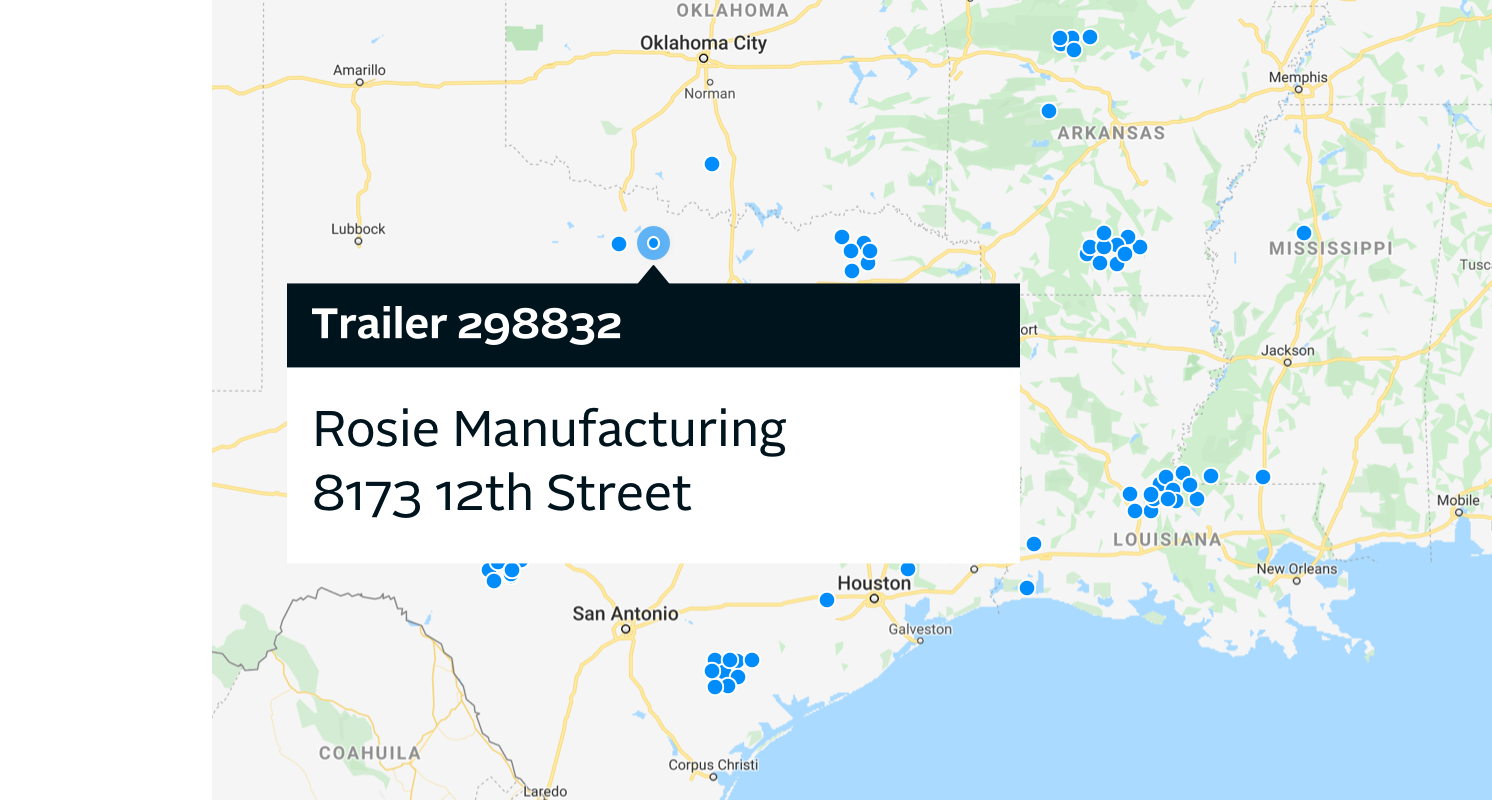 OKLAHOMA
Oklahoma City
Amarillo
Memphis
Norman
ARKANSAS
Lubbock
MISSISSIPPI
Tusc
Trailer 298832
ort
Jackson
Rosie Manufacturing
8173 12th Street
Mobile
LOUISIANA
New Orleans
Houston
San Antonio
Galveston
COAHUILA
Corpus Christi
Laredo